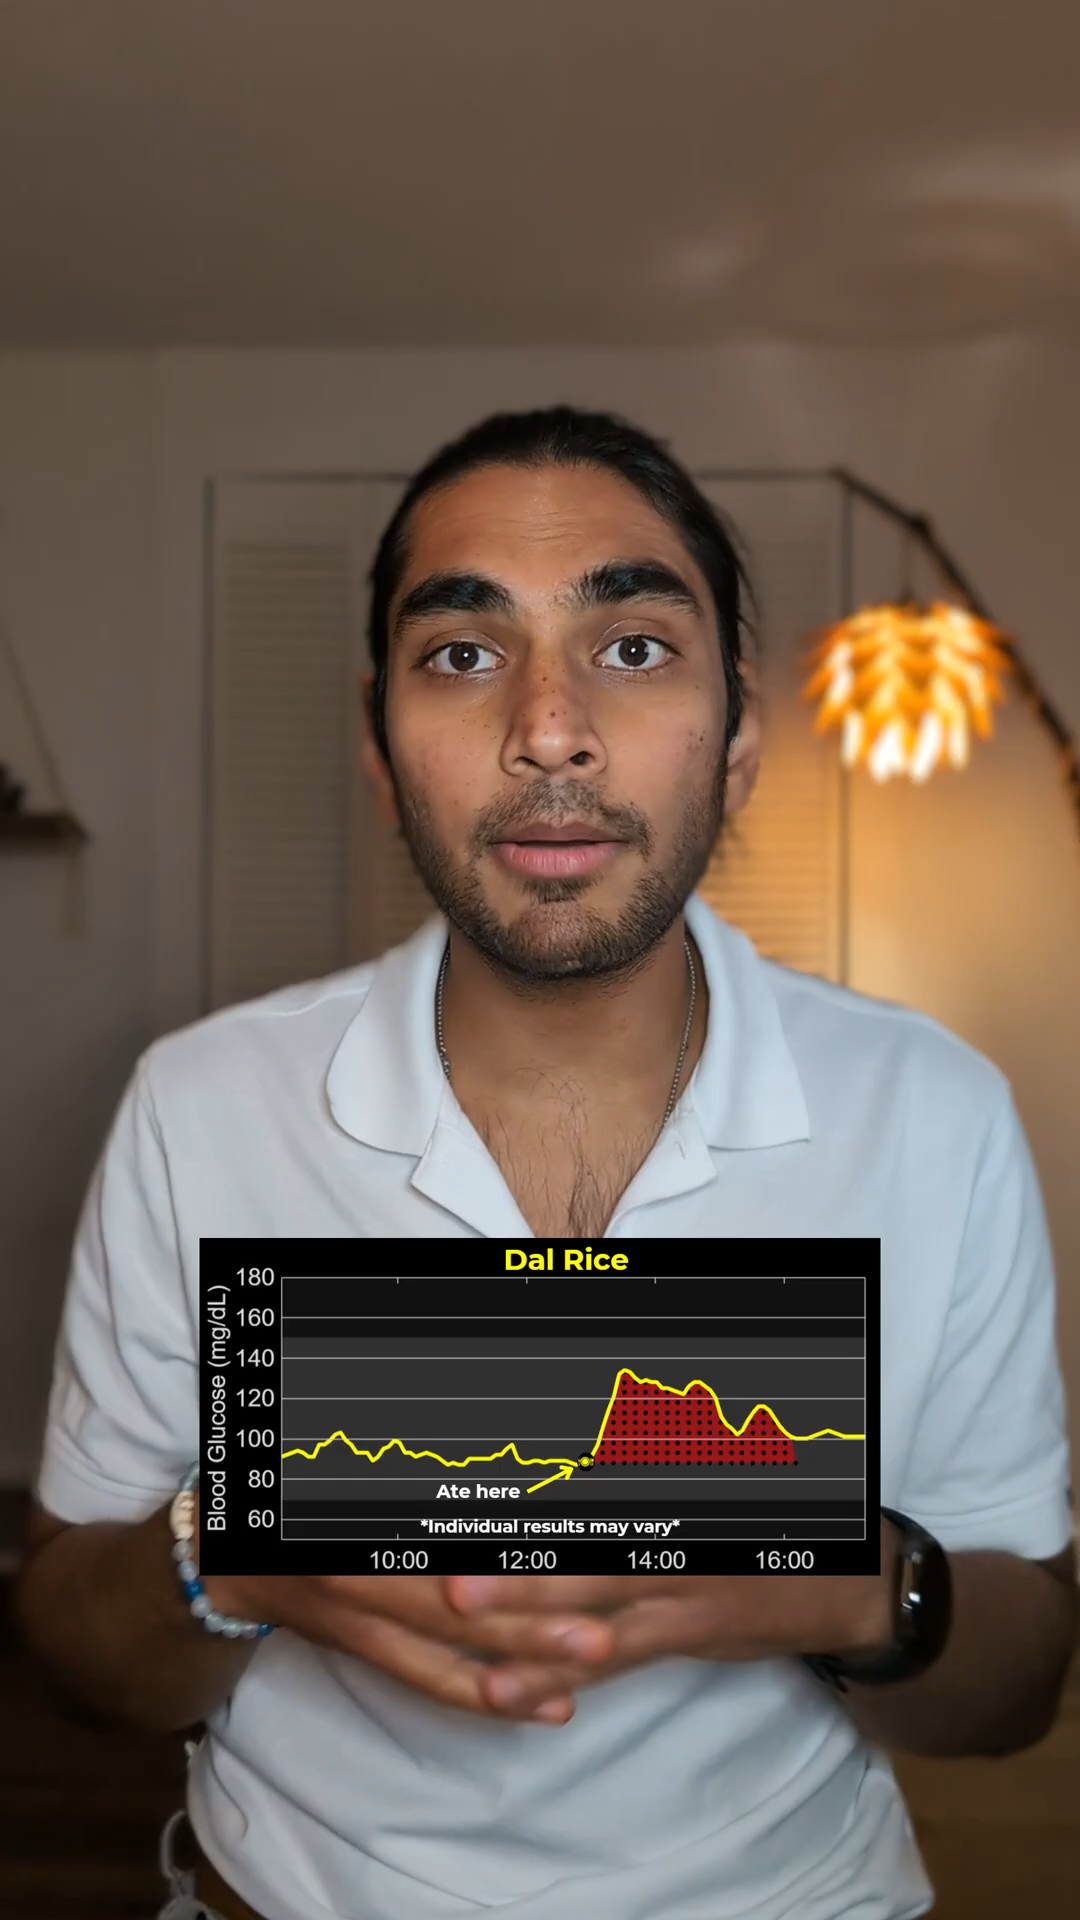 Dal Rice
Blood Glucose (mg/dL)
180
160
140
120
100
80
60
Ate here
*Individual results may vary*
10:00 12:00 14:00 16:00